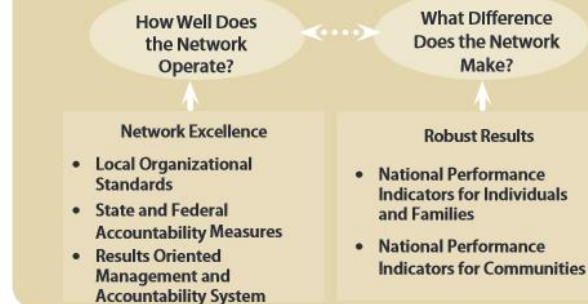 How Well Does
the Network
Operate?
What Difference
Does the Network
Make?
Network Excellence
• Local Organizational
Standards
• State and Federal
Accountability Measures
• Results Oriented
Management and
Accountability System
Robust Results
• National Performance
Indicators for Individuals
and Families
• National Performance
Indicators for Communities